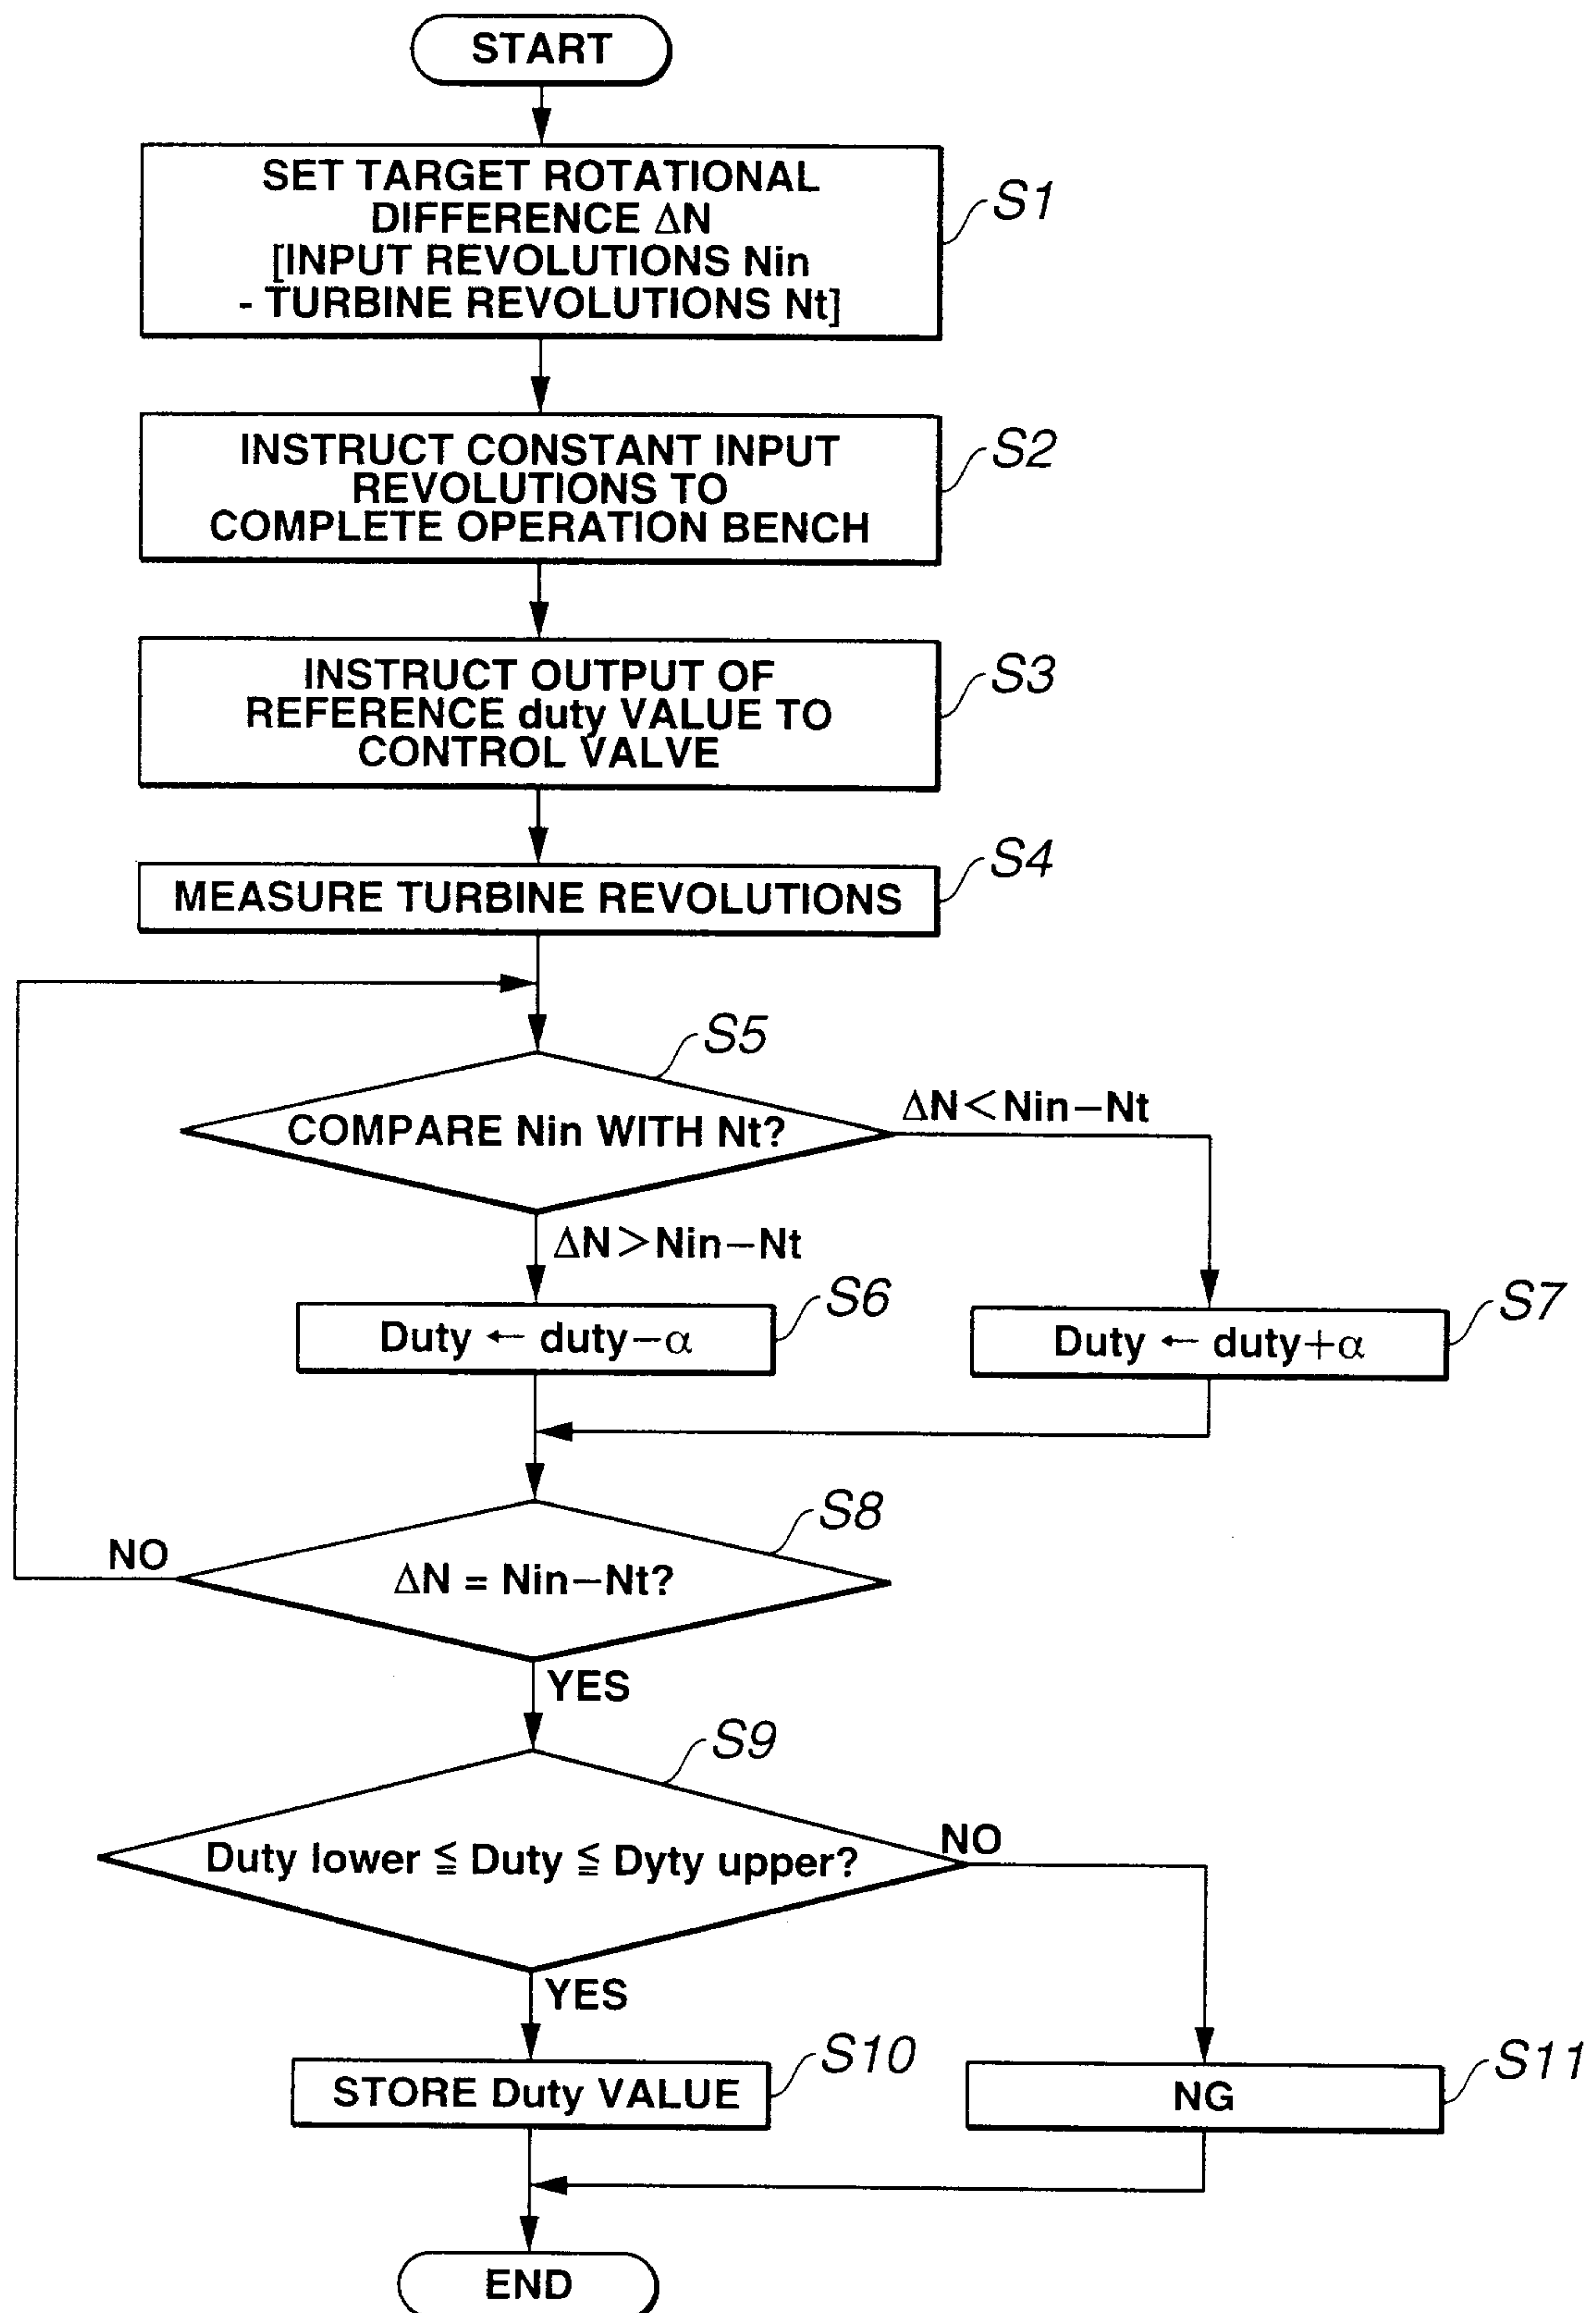 START
SET TARGET ROTATIONAL
DIFFERENCE ΔN
[INPUT REVOLUTIONS Nin
- TURBINE REVOLUTIONS Nt]
S1
INSTRUCT CONSTANT INPUT
REVOLUTIONS TO
COMPLETE OPERATION BENCH
S2
INSTRUCT OUTPUT OF
REFERENCE duty VALUE TO
CONTROL VALVE
S3
MEASURE TURBINE REVOLUTIONS
S4
S5
COMPARE Nin WITH Nt?
ΔN<Nin−Nt
ΔN>Nin−Nt
Duty ← duty−α
S6
Duty ← duty+α
S7
S8
ΔN = Nin−Nt?
NO
YES
S9
Duty lower ≦ Duty ≦ Dyty upper?
NO
YES
STORE Duty VALUE
S10
NG
S11
END